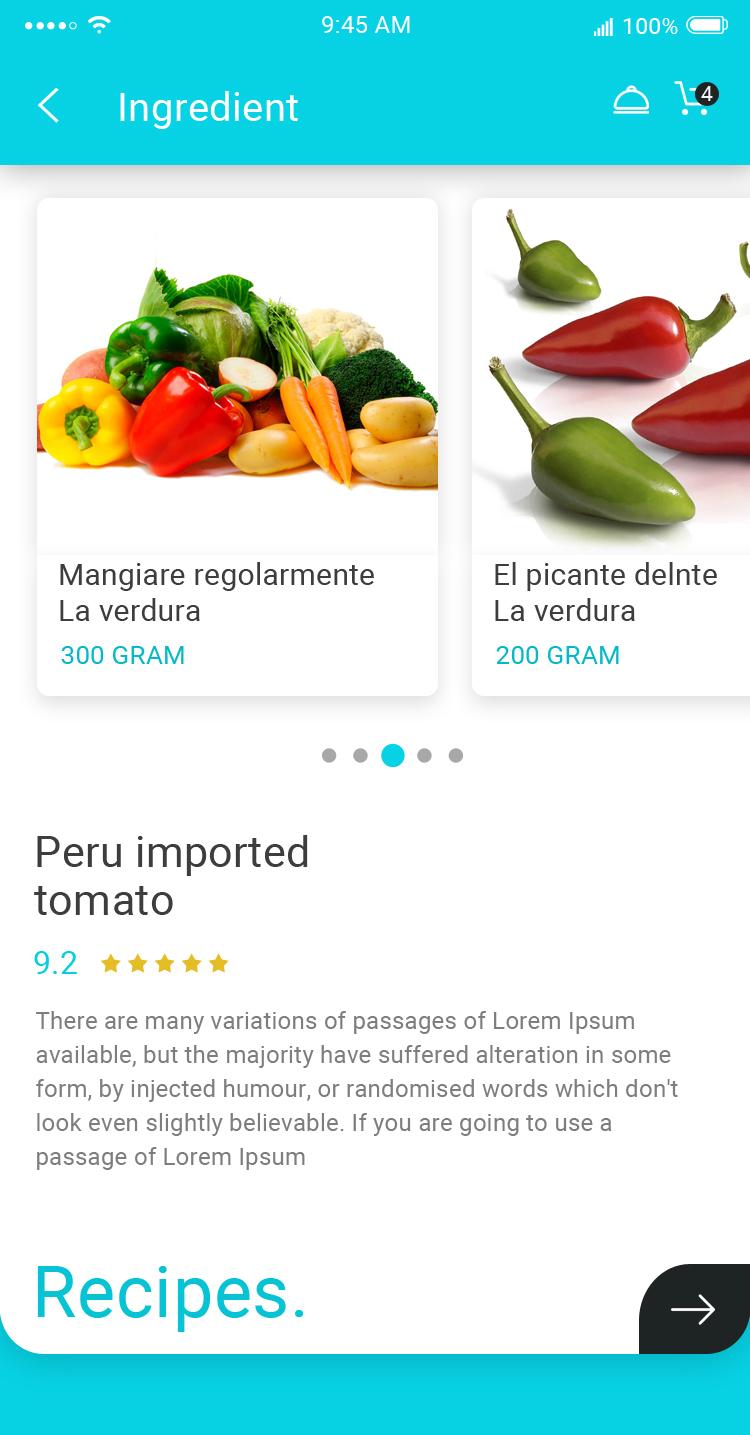 9:45 AM
100%
Ingredient
4
Mangiare regolarmente
La verdura
300 GRAM
El picante delnte
La verdura
200 GRAM
Peru imported
tomato
9.2
There are many variations of passages of Lorem Ipsum
available, but the majority have suffered alteration in some
form, by injected humour, or randomised words which don't
look even slightly believable. If you are going to use a
passage of Lorem Ipsum
Recipes.